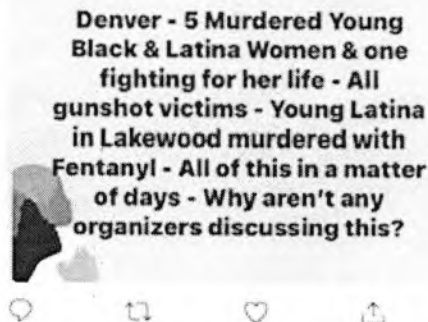 Denver - 5 Murdered Young
Black & Latina Women & one
fighting for her life - All
gunshot victims - Young Latina
in Lakewood murdered with
Fentanyl - All of this in a matter
of days - Why aren't any
organizers discussing this?